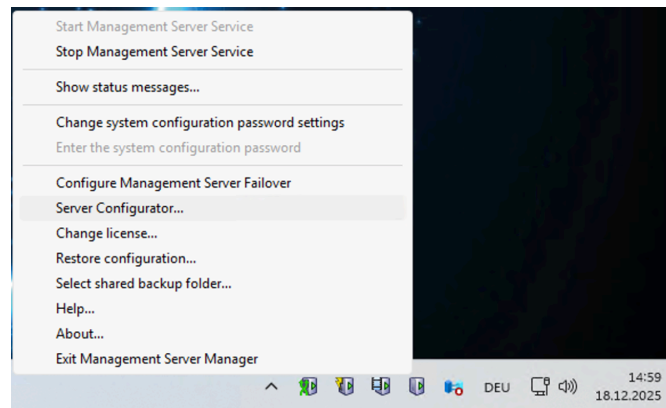 Start Management Server Service
Stop Management Server Service
Show status messages...
Change system configuration password settings
Enter the system configuration password
Configure Management Server Failover
Server Configurator...
Change license...
Restore configuration...
Select shared backup folder...
Help...
About...
Exit Management Server Manager
DEU
14:59
18.12.2025